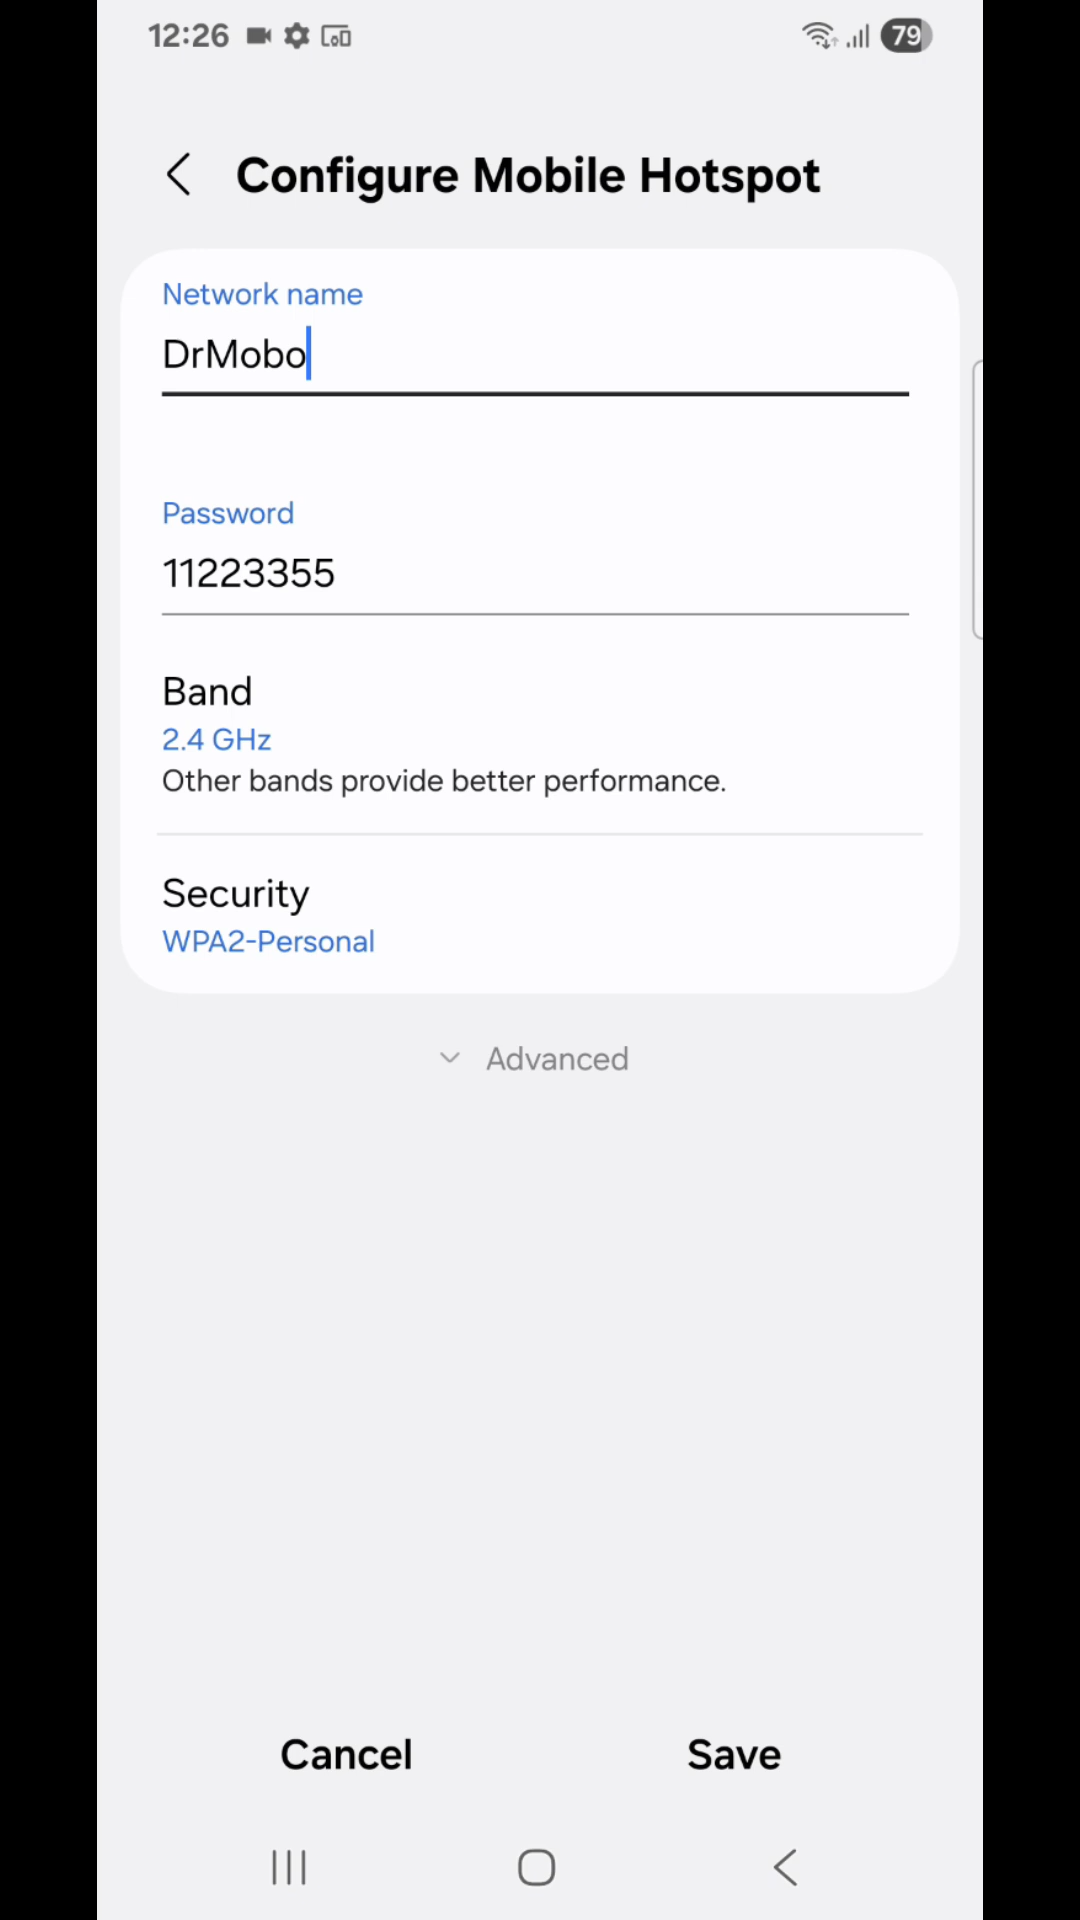 12:26
79
Configure Mobile Hotspot
Network name
DrMobo
Password
11223355
Band
2.4 GHz
Other bands provide better performance.
Security
WPA2-Personal
Advanced
Cancel Save